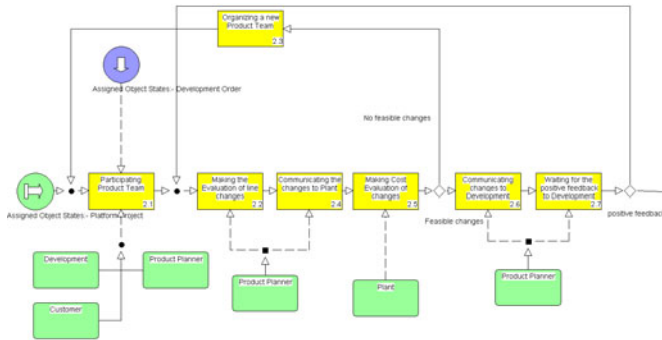 Organizing a new
Product Team
2.3
Assigned Object States - Development Order
No feasible changes
Participating
Product Team
2.1
Making the
Evaluation of line
changes
2.2
Communicating the
changes to Plant
2.4
Making Cost
Evaluation of
changes
2.5
Communicating
changes to
Development
2.6
Waiting for the
positive feedback
to Development
2.7
Assigned Object States - Platform Project
Feasible changes
positive feedback
Development
Product Planner
Product Planner
Plant
Product Planner
Customer